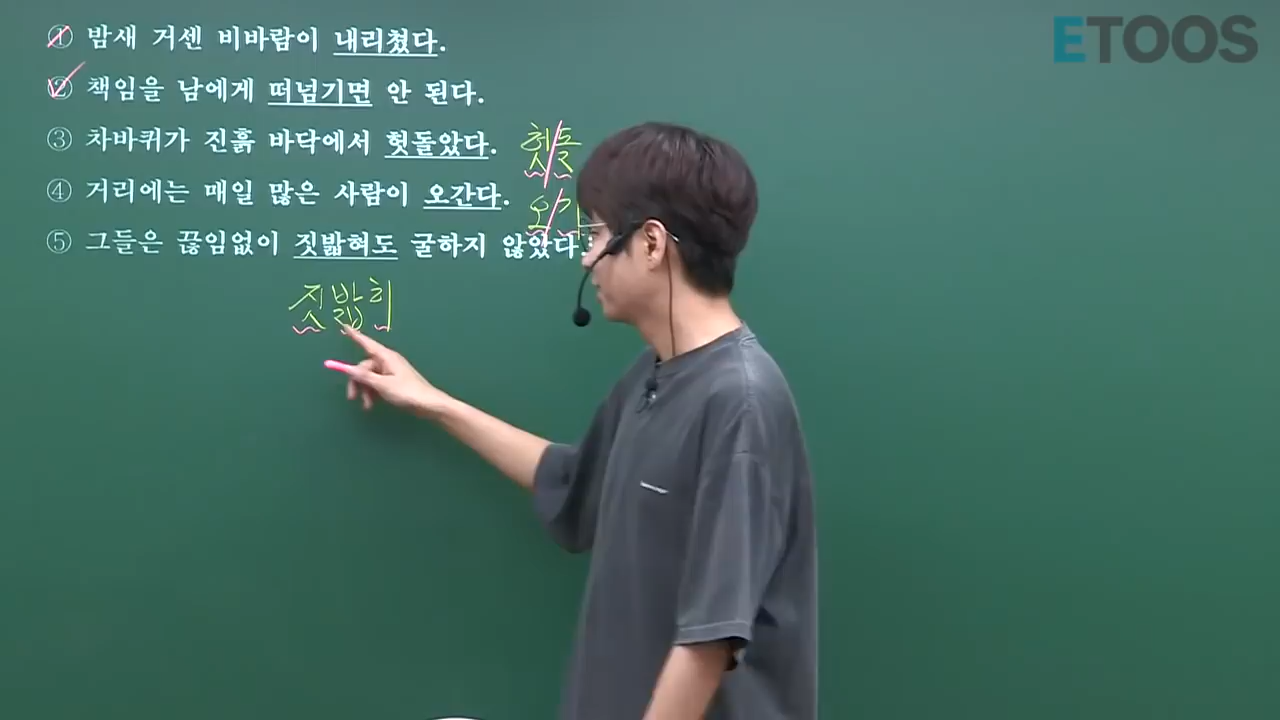 ETOOS
① 밤새 거센 비바람이 내리쳤다.
② 책임을 남에게 떠넘기면 안 된다.
③ 차바퀴가 진흙 바닥에서 헛돌았다.
헛/돌
④ 거리에는 매일 많은 사람이 오간다.
오/가
⑤ 그들은 끊임없이 짓밟혀도 굴하지 않았다.
짓밟히